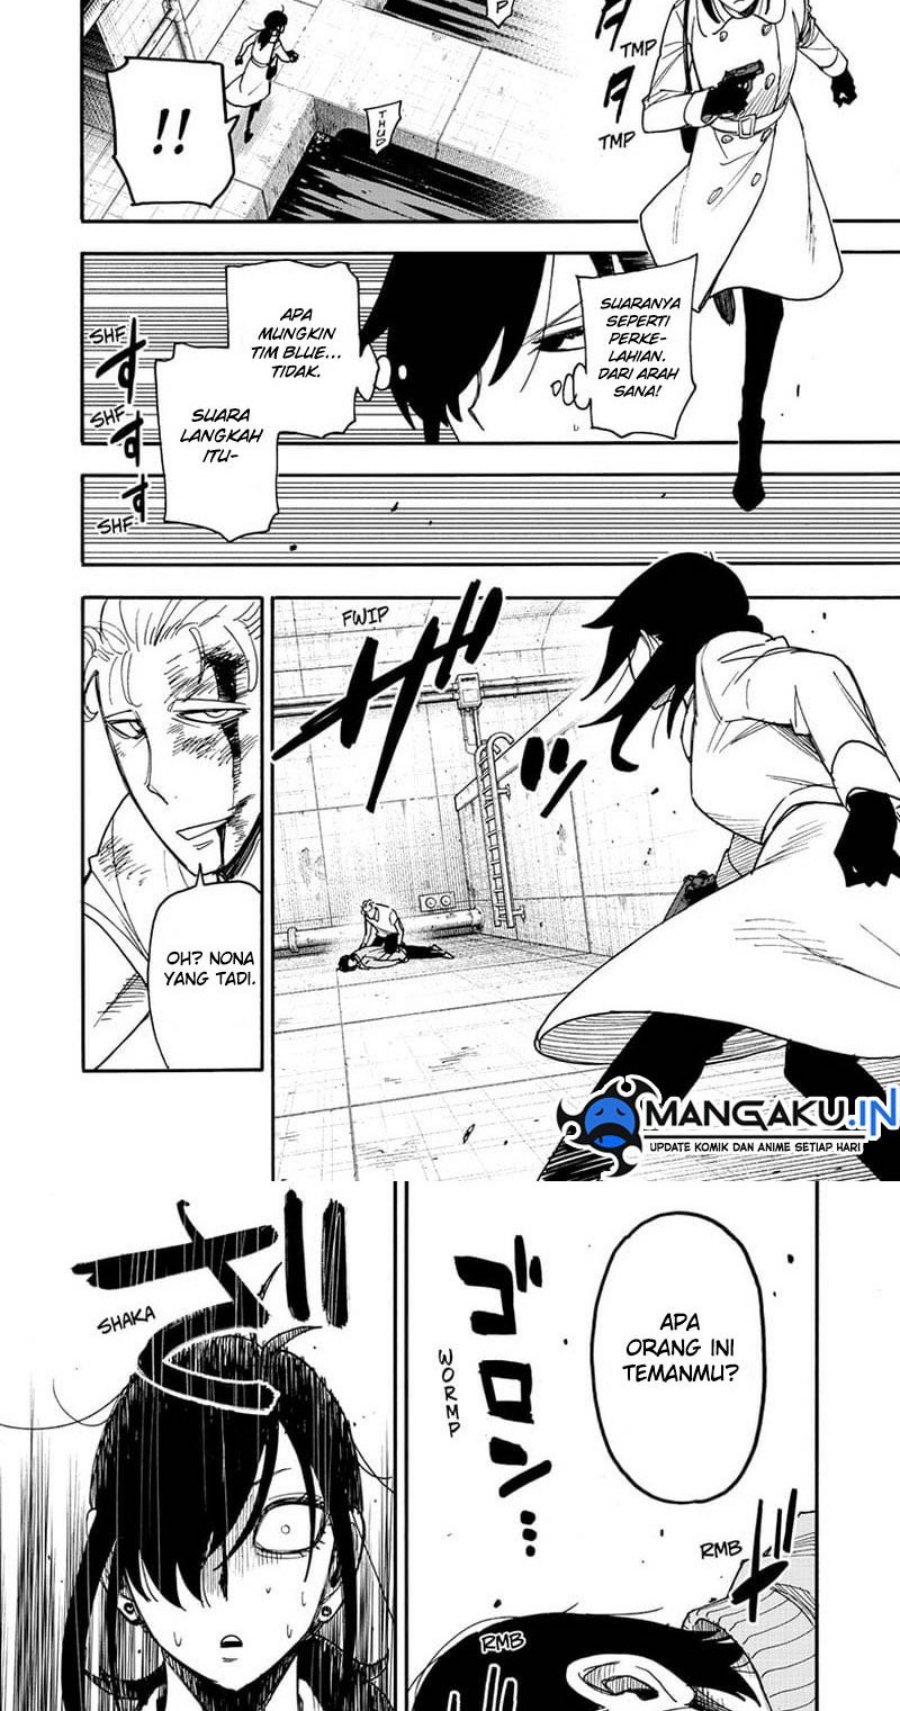 !!
THUD
TMP
TMP
SUARANYA
SEPERTI
PERKE-
LAHIAN.
DARI ARAH
SANA!
APA
MUNGKIN
TIM BLUE...
TIDAK.
SUARA
LANGKAH
ITU-
SHF
SHF
SHF
FWIP
OH? NONA
YANG TADI.
MANGAKU.IN
UPDATE KOMIK DAN ANIME SETIAP HARI
APA
ORANG INI
TEMANMU?
WORMP
RMB
RMB
SHAKA